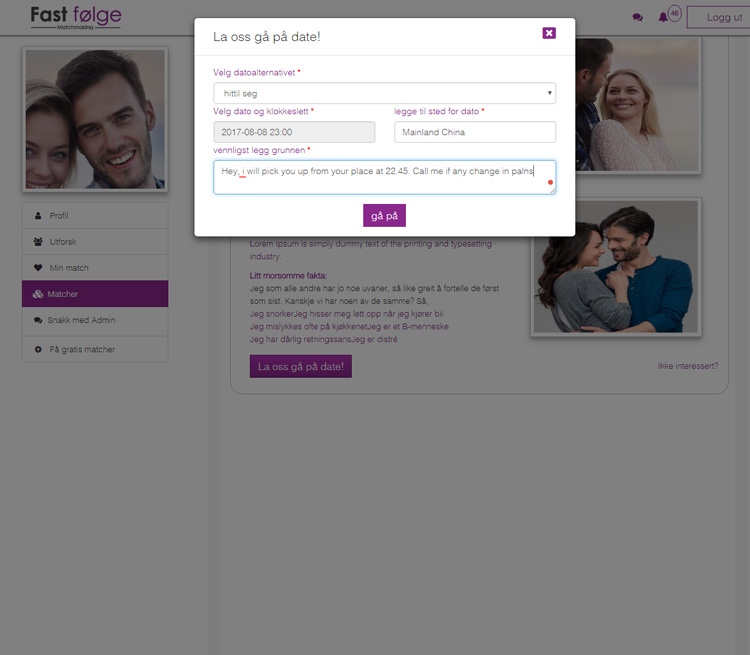 Fast følge
Matchmaking
46
Logg ut
La oss gå på date!
Velg datoalternativet *
hittil seg
Velg dato og klokkeslett *
legge til sted for dato *
2017-08-08 23:00
Mainland China
vennligst legg grunnen *
Hey, i will pick you up from your place at 22.45. Call me if any change in palns
gå på
Profil
Utforsk
Min match
Matcher
Snakk med Admin
Få gratis matcher
Lorem Ipsum is simply dummy text of the printing and typesetting
industry.
Litt morsomme fakta:
Jeg som alle andre har jo noe uvaner, så like greit å fortelle de først
som sist. Kanskje vi har noen av de samme? Så,
Jeg snorkerJeg hisser meg lett opp når jeg kjører bil
Jeg mislykkes ofte på kjøkkenetJeg er et B-menneske
Jeg har dårlig retningssansJeg er distré
La oss gå på date!
Ikke interessert?